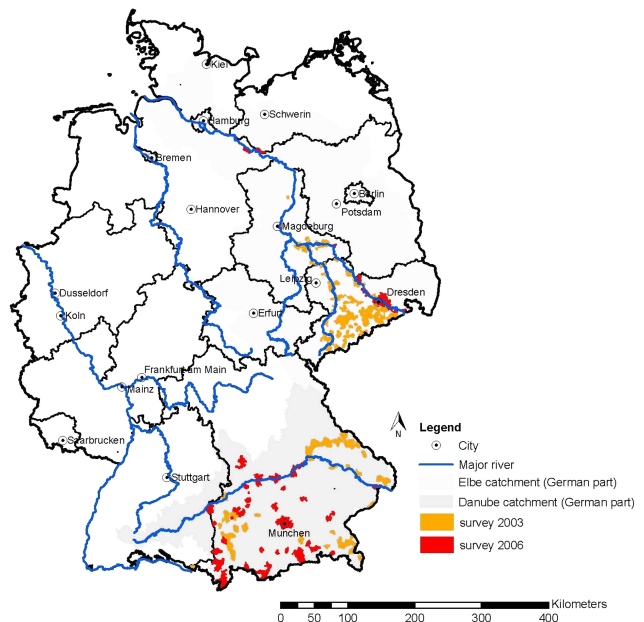 Kiel
Schwerin
Hamburg
Bremen
Berlin
Potsdam
Hannover
Magdeburg
Leipzig
Dusseldorf
Dresden
Koln
Erfurt
Frankfurt am Main
Mainz
Saarbrucken
Stuttgart
Munchen
N
Legend
City
Major river
Elbe catchment (German part)
Danube catchment (German part)
survey 2003
survey 2006
Kilometers
0 50 100 200 300 400